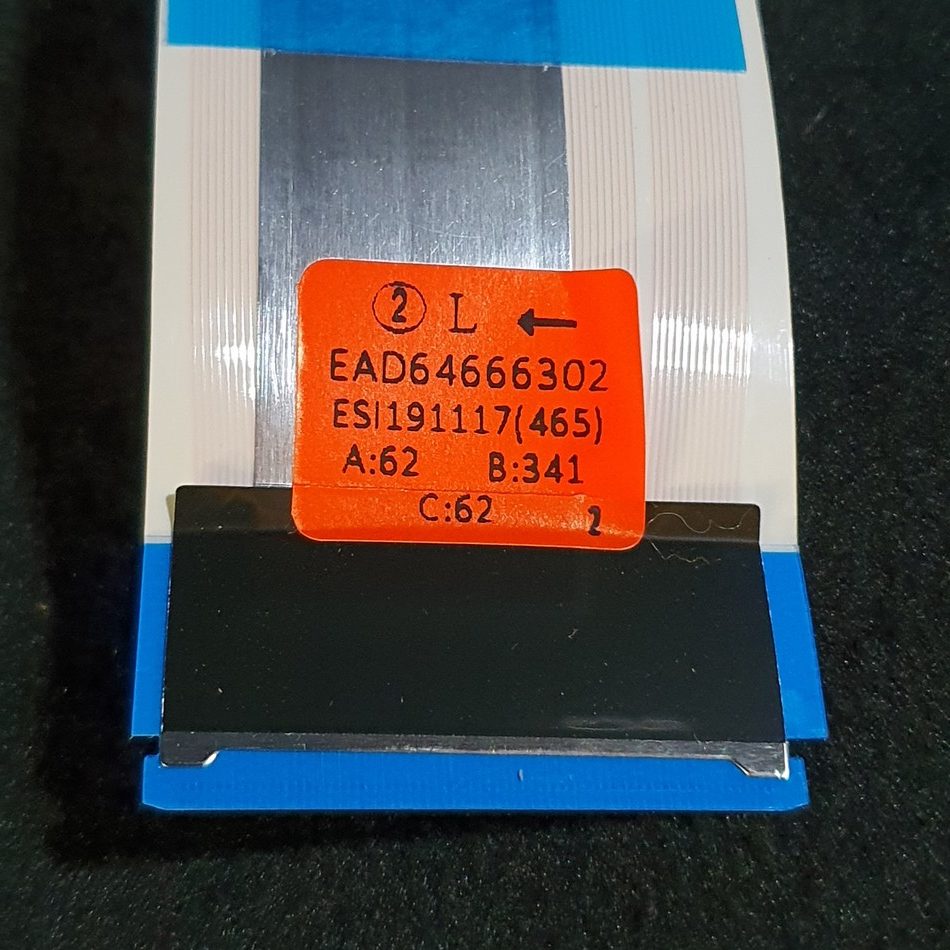 ② L ←
EAD64666302
ESI191117(465)
A:62 B:341
C:62 2